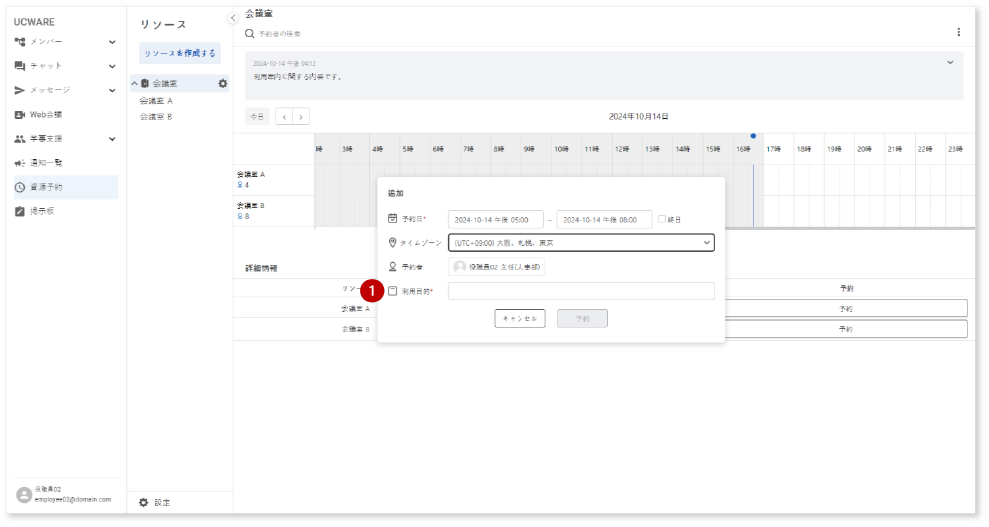 UCWARE
メンバー
チャット
メッセージ
Web会議
学事支援
通知一覧
資源予約
掲示板
役職員02
employee02@domain.com
リソース
リソースを作成する
会議室
会議室 A
会議室 B
設定
会議室
予約者の検索
2024-10-14 午後 04:12
利用案内に関する内容です。
今日
2024年10月14日
時 3時 4時 5時 6時 7時 8時 9時 10時 11時 12時 13時 14時 15時 16時 17時 18時 19時 20時 21時 22時 23時
会議室 A
4
会議室 B
8
追加
予約日* 2024-10-14 午後 05:00 ~ 2024-10-14 午後 08:00 終日
タイムゾーン (UTC+09:00) 大阪、札幌、東京
予約者 役職員02 主任(人事部)
1 利用目的*
キャンセル 予約
詳細情報
リソー 予約
会議室 A 予約
会議室 B 予約